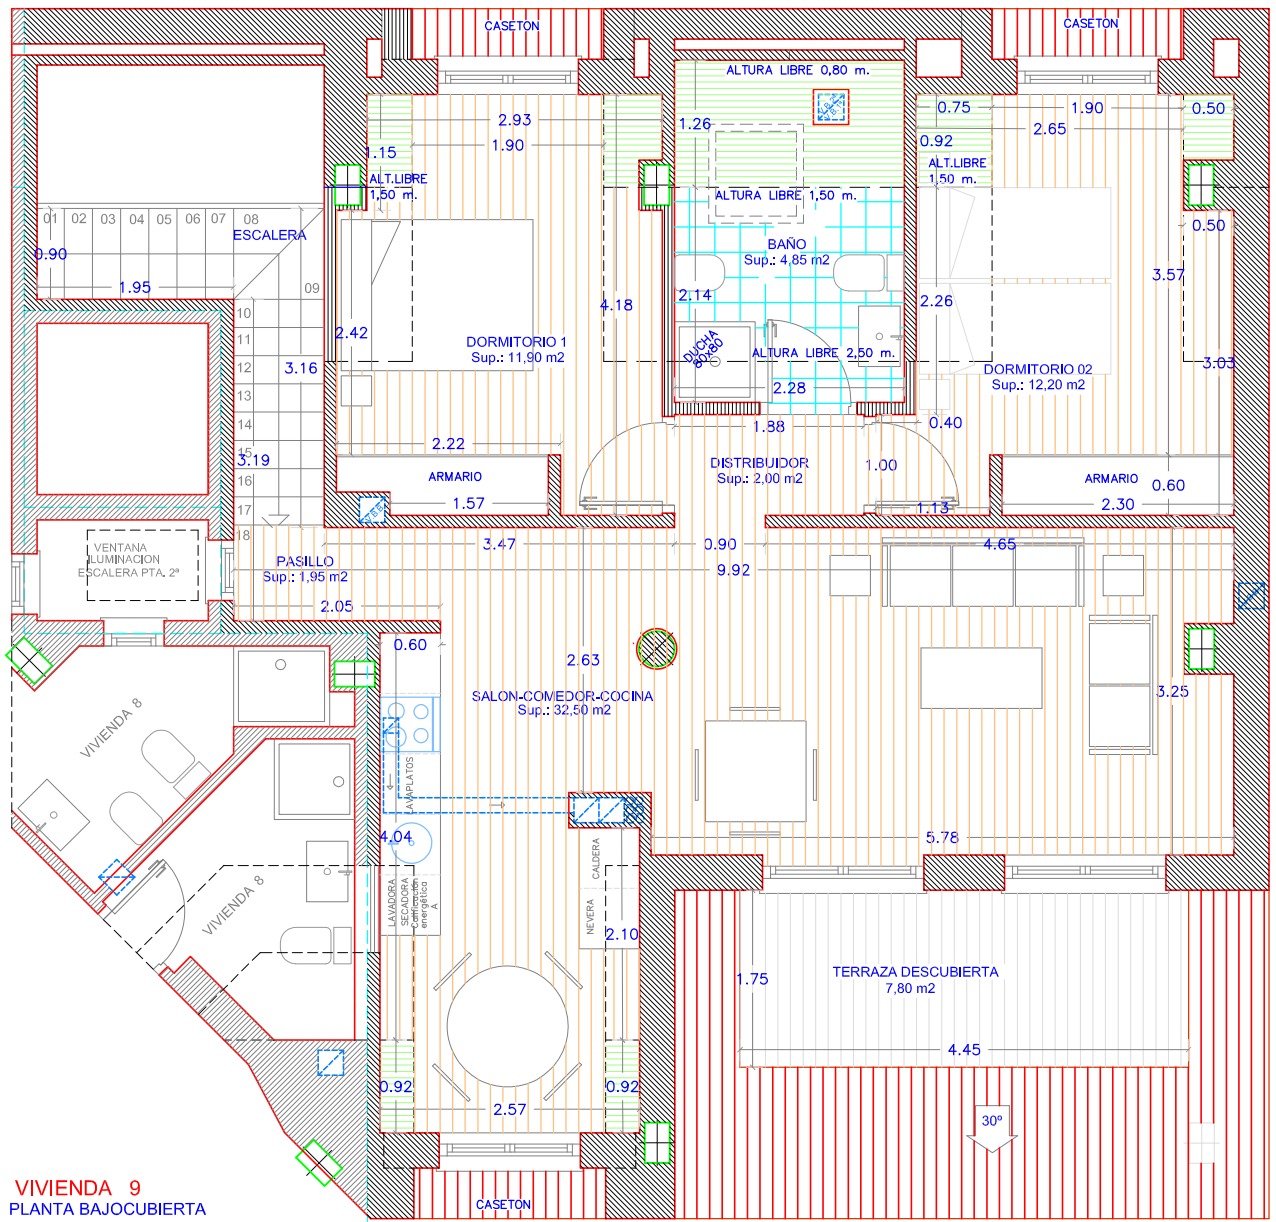 CASETON
CASETON
ALTURA LIBRE 0,80 m.
2.93
1.90
1.26
0.75
1.90
0.50
2.65
0.92
1.15
ALT.LIBRE
1,50 m.
ALT.LIBRE
1,50 m.
ALTURA LIBRE 1,50 m.
01 02 03 04 05 06 07 08
ESCALERA
0.90
1.95
09
10
11
12
13
14
15
16
17
18
3.16
3.19
BAÑO
Sup.: 4,85 m2
0.50
3.57
2.14
2.26
4.18
2.42
DORMITORIO 1
Sup.: 11,90 m2
DUCHA
80x80
ALTURA LIBRE 2,50 m.
2.28
DORMITORIO 02
Sup.: 12,20 m2
3.03
0.40
2.22
1.88
DISTRIBUIDOR
Sup.: 2,00 m2
1.00
ARMARIO
1.57
ARMARIO
0.60
2.30
1.13
VENTANA
ILUMINACION
ESCALERA PTA. 2ª
PASILLO
Sup.: 1,95 m2
3.47
0.90
4.65
9.92
2.05
0.60
2.63
SALON-COMEDOR-COCINA
Sup.: 32,50 m2
3.25
VIVIENDA 8
LAVAPLATOS
4.04
5.78
CALDERA
NEVERA
LAVADORA
SECADORA
Calificación
energética
A
VIVIENDA 8
2.10
TERRAZA DESCUBIERTA
7,80 m2
1.75
4.45
0.92
0.92
2.57
30º
CASETON
VIVIENDA 9
PLANTA BAJOCUBIERTA